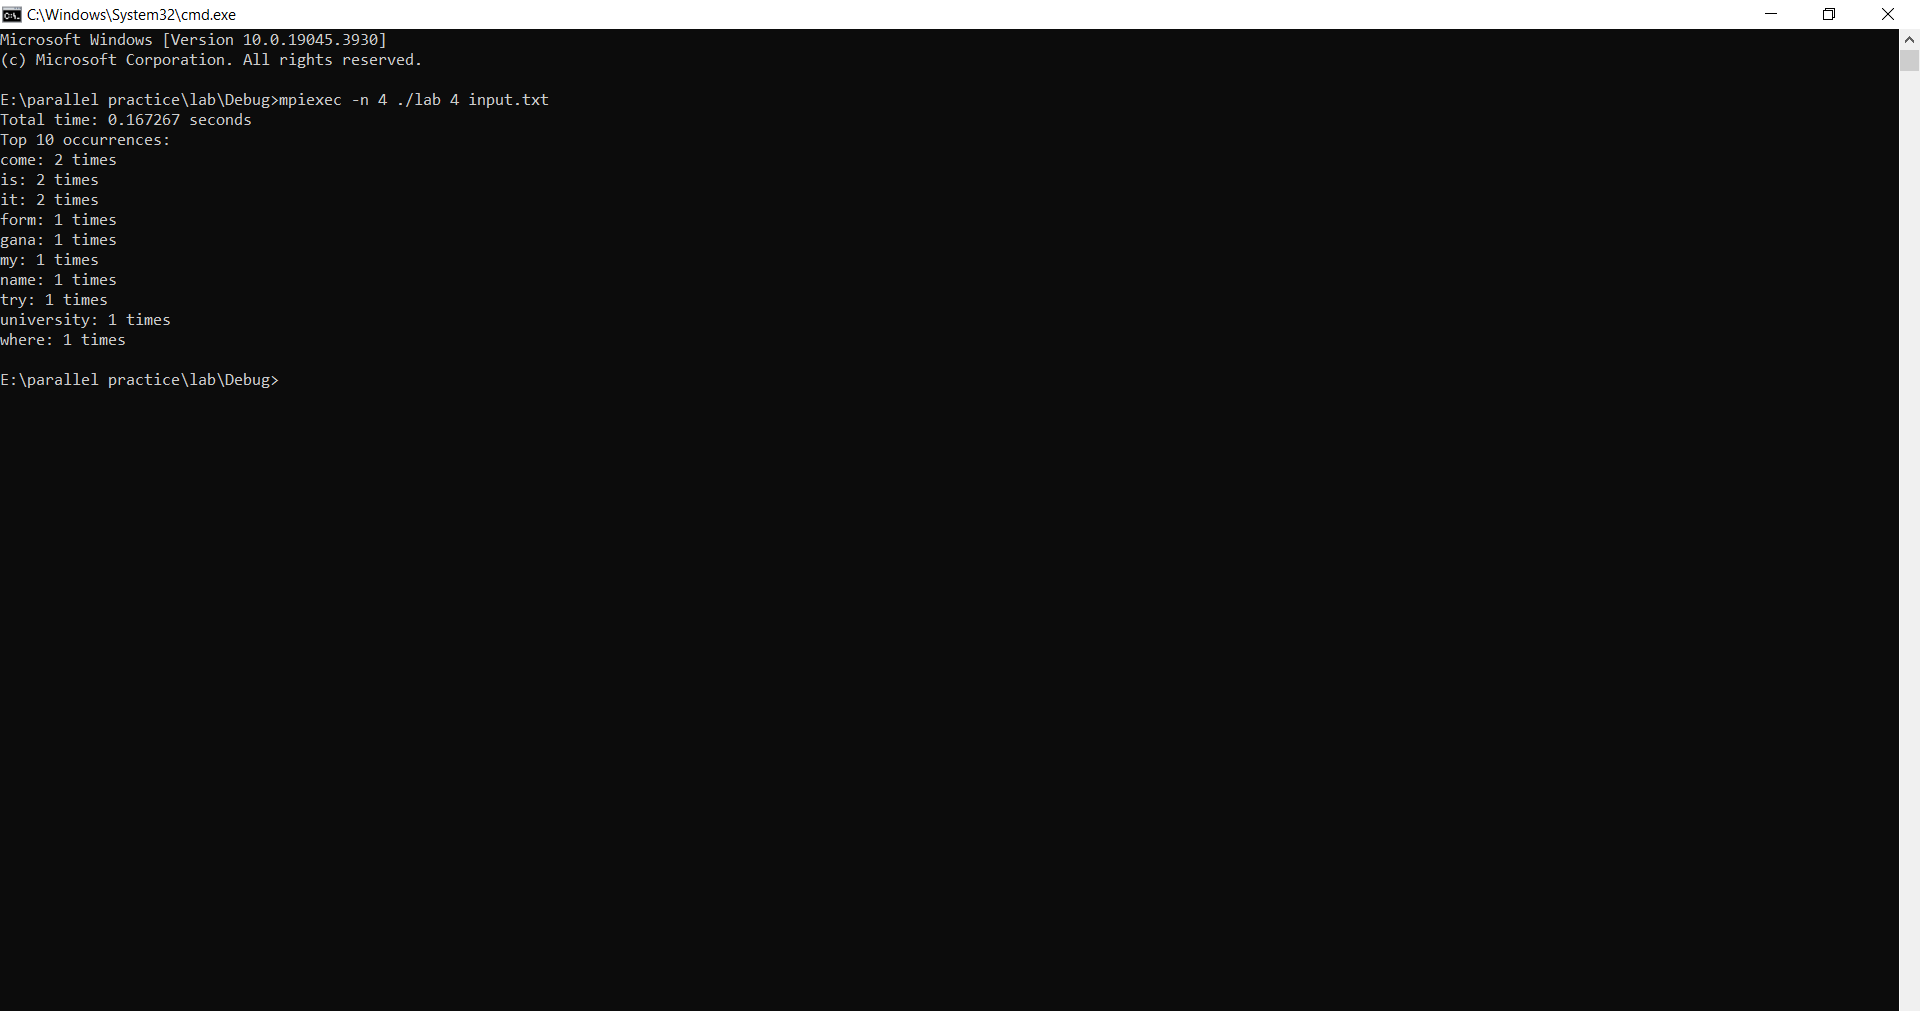 C:\Windows\System32\cmd.exe
Microsoft Windows [Version 10.0.19045.3930]
(c) Microsoft Corporation. All rights reserved.
E:\parallel practice\lab\Debug>mpiexec -n 4 ./lab 4 input.txt
Total time: 0.167267 seconds
Top 10 occurrences:
come: 2 times
is: 2 times
it: 2 times
form: 1 times
gana: 1 times
my: 1 times
name: 1 times
try: 1 times
university: 1 times
where: 1 times
E:\parallel practice\lab\Debug>